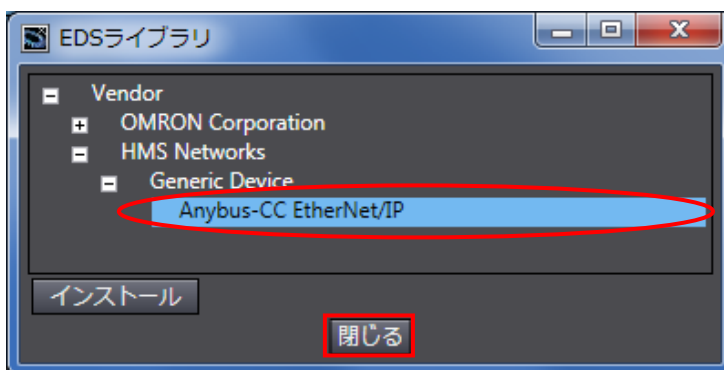 EDSライブラリ
Vendor
OMRON Corporation
HMS Networks
Generic Device
Anybus-CC EtherNet/IP
インストール
閉じる